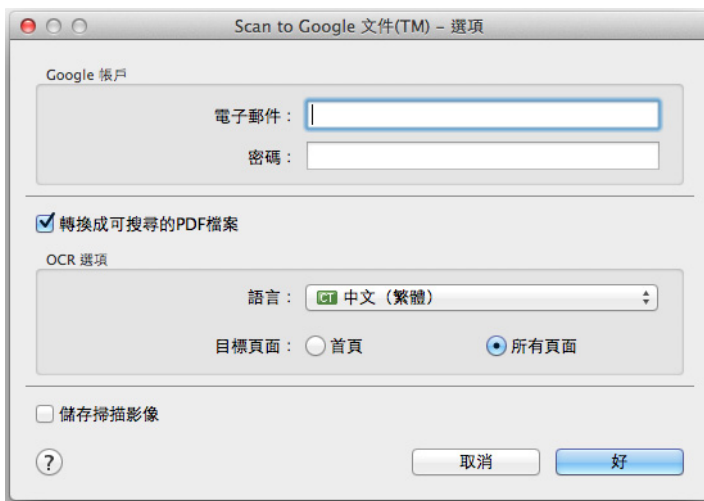 Scan to Google 文件(TM) – 選項
Google 帳戶
電子郵件：
密碼：
轉換成可搜尋的PDF檔案
OCR 選項
語言： CT 中文（繁體）
目標頁面： 首頁 所有頁面
儲存掃描影像
? 取消 好